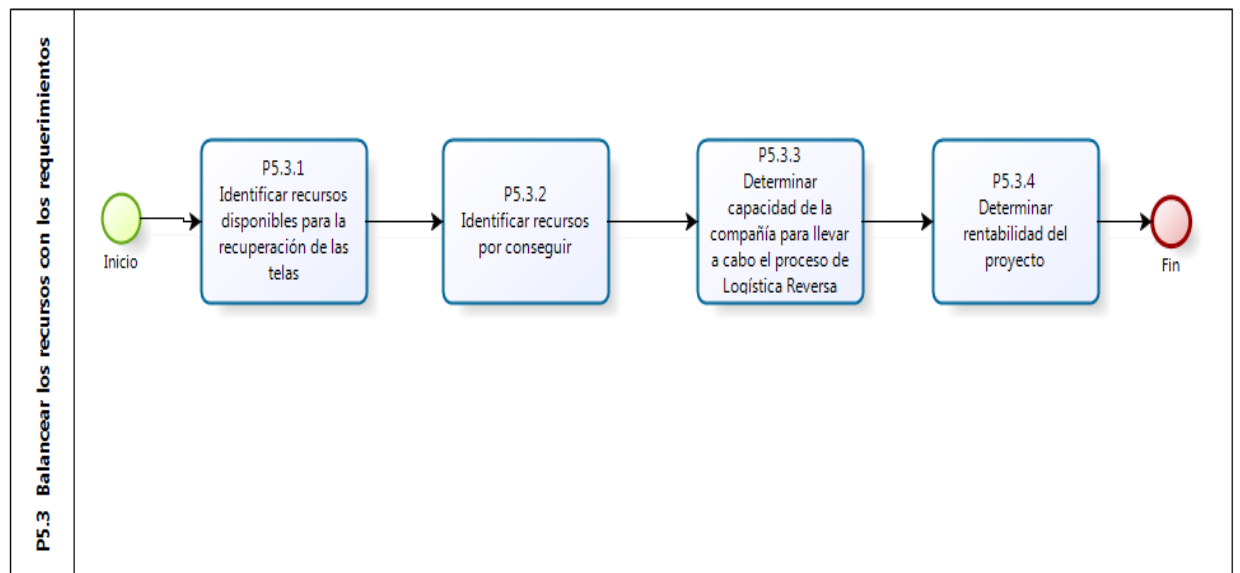 P5.3 Balancear los recursos con los requerimientos
Inicio
P5.3.1
Identificar recursos
disponibles para la
recuperación de las
telas
P5.3.2
Identificar recursos
por conseguir
P5.3.3
Determinar
capacidad de la
compañía para llevar
a cabo el proceso de
Logística Reversa
P5.3.4
Determinar
rentabilidad del
proyecto
Fin